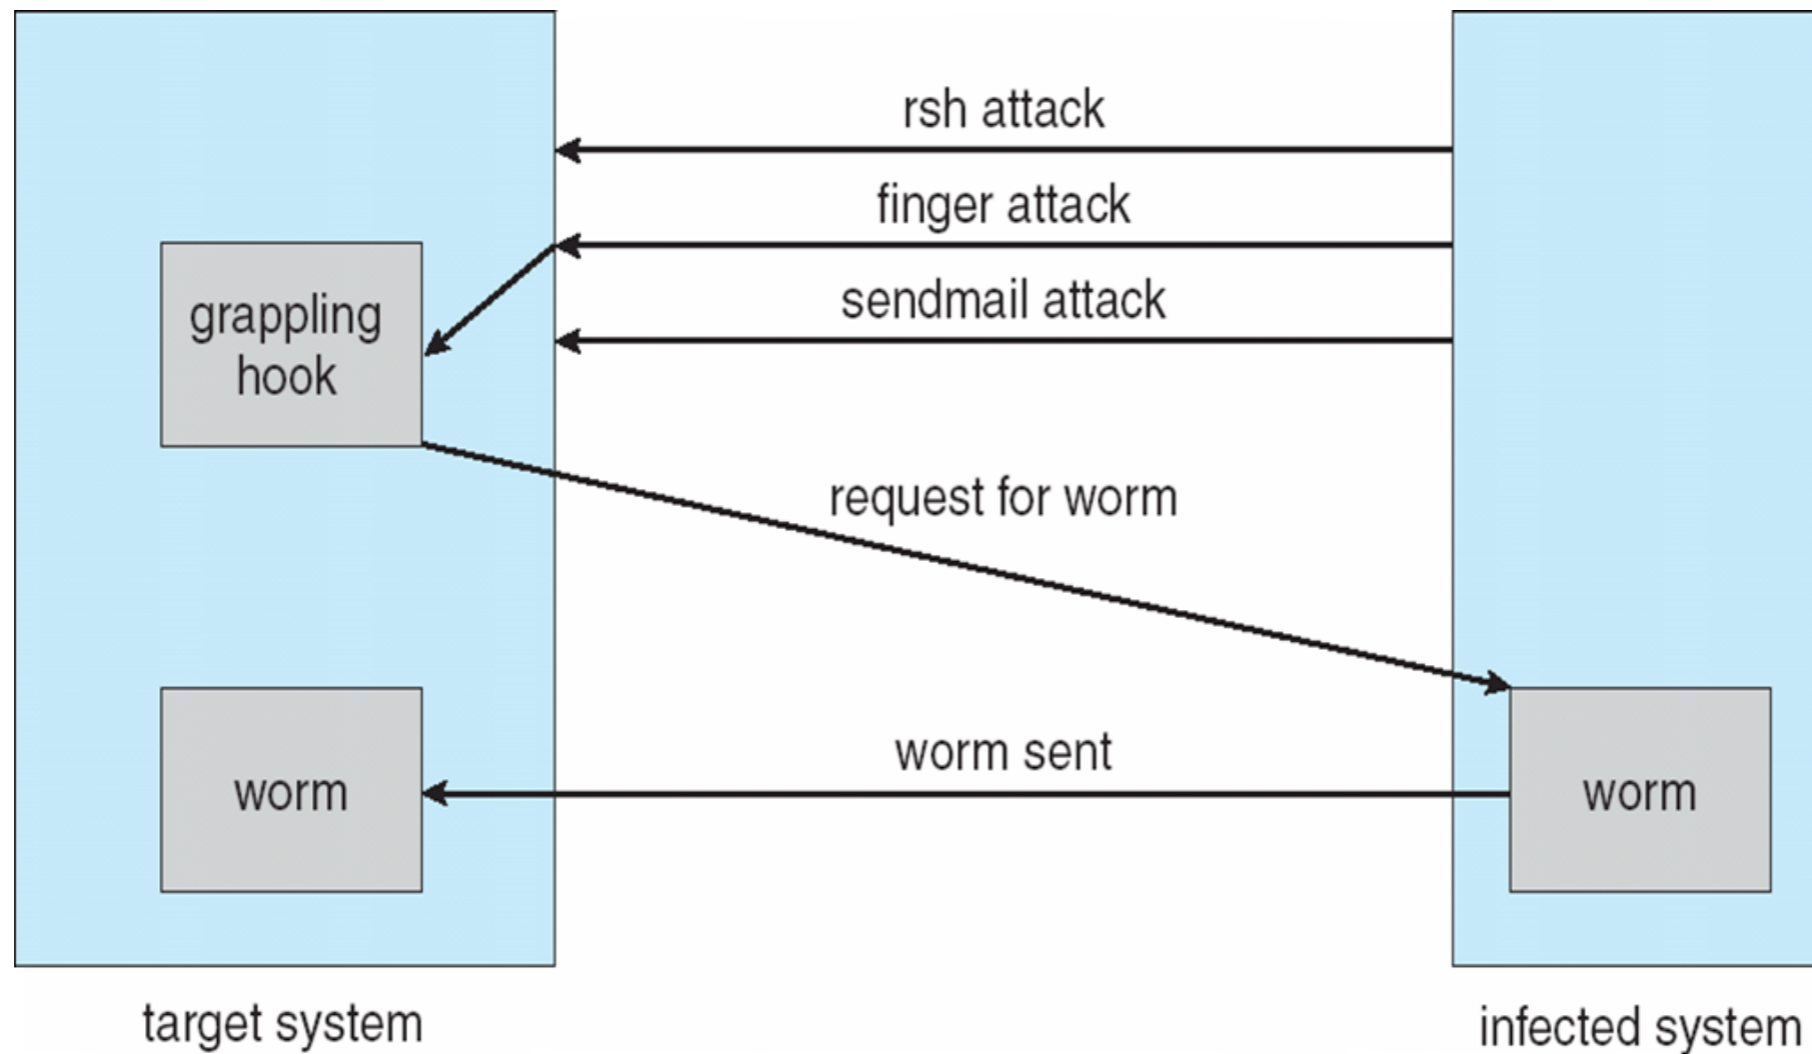 rsh attack
finger attack
sendmail attack
grappling
hook
request for worm
worm sent
worm
worm
target system
infected system